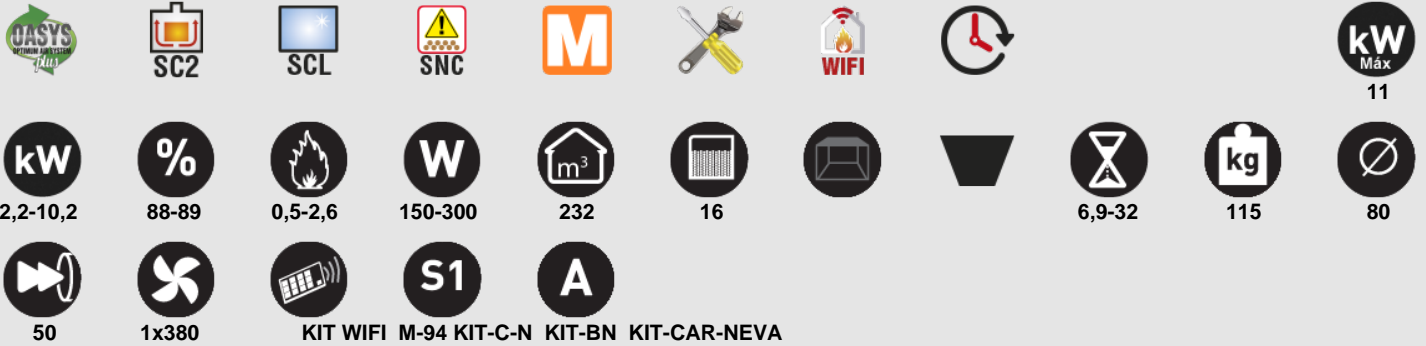 OASYS
OPTIMUM AIR SYSTEM
plus
SC2
SCL
SNC
M
WIFI
kW
Máx
11
kW
%
W
m³
kg
2,2-10,2
88-89
0,5-2,6
150-300
232
16
6,9-32
115
80
S1
A
50
1x380
KIT WIFI M-94 KIT-C-N KIT-BN KIT-CAR-NEVA